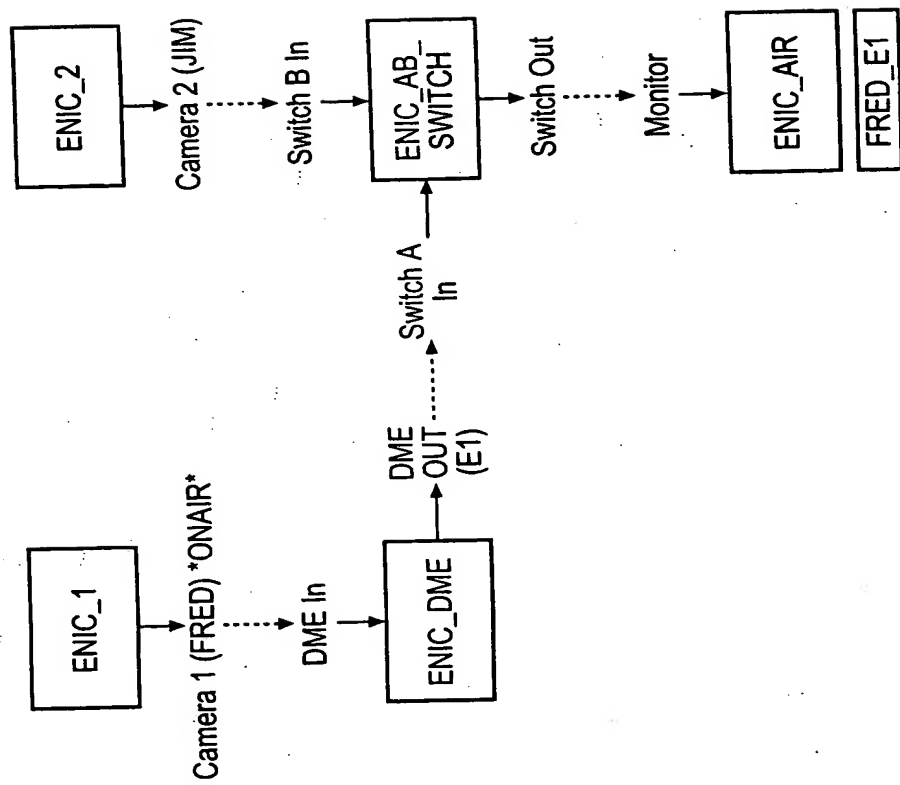 ENIC_1
Camera 1 (FRED) *ONAIR*
DME In
ENIC_DME
DME
OUT
(E1)
Switch A
In
ENIC_2
Camera 2 (JIM)
Switch B In
ENIC_AB_
SWITCH
Switch Out
Monitor
ENIC_AIR
FRED_E1